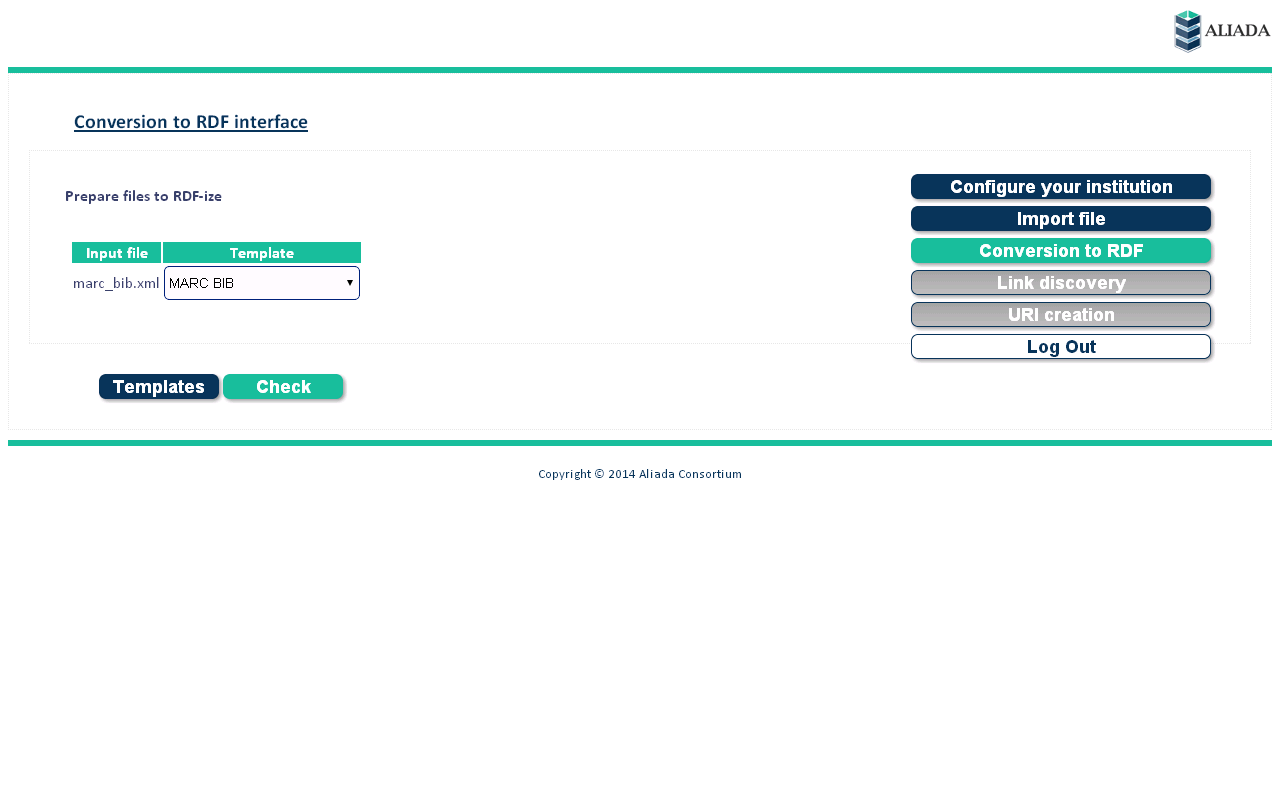 ALIADA
Conversion to RDF interface
Prepare files to RDF-ize
Input file Template
marc_bib.xml MARC BIB
Configure your institution
Import file
Conversion to RDF
Link discovery
URI creation
Log Out
Templates Check
Copyright © 2014 Aliada Consortium